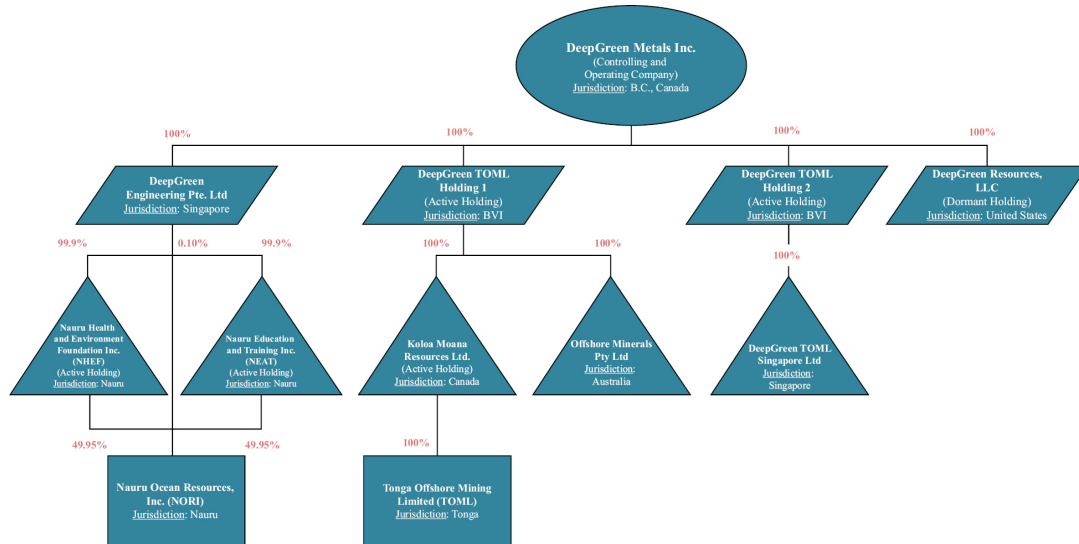 DeepGreen Metals Inc.
(Controlling and
Operating Company)
Jurisdiction: B.C., Canada
100%
100%
100%
100%
DeepGreen
Engineering Pte. Ltd
Jurisdiction: Singapore
DeepGreen TOML
Holding 1
(Active Holding)
Jurisdiction: BVI
DeepGreen TOML
Holding 2
(Active Holding)
Jurisdiction: BVI
DeepGreen Resources,
LLC
(Dormant Holding)
Jurisdiction: United States
99.9%
0.10%
99.9%
100%
100%
100%
Nauru Health
and Environment
Foundation Inc.
(NHEF)
(Active Holding)
Jurisdiction: Nauru
Nauru Education
and Training Inc.
(NEAT)
(Active Holding)
Jurisdiction: Nauru
Koloa Moana
Resources Ltd.
(Active Holding)
Jurisdiction: Canada
Offshore Minerals
Pty Ltd
Jurisdiction:
Australia
DeepGreen TOML
Singapore Ltd
Jurisdiction:
Singapore
49.95%
49.95%
100%
Nauru Ocean Resources,
Inc. (NORI)
Jurisdiction: Nauru
Tonga Offshore Mining
Limited (TOML)
Jurisdiction: Tonga